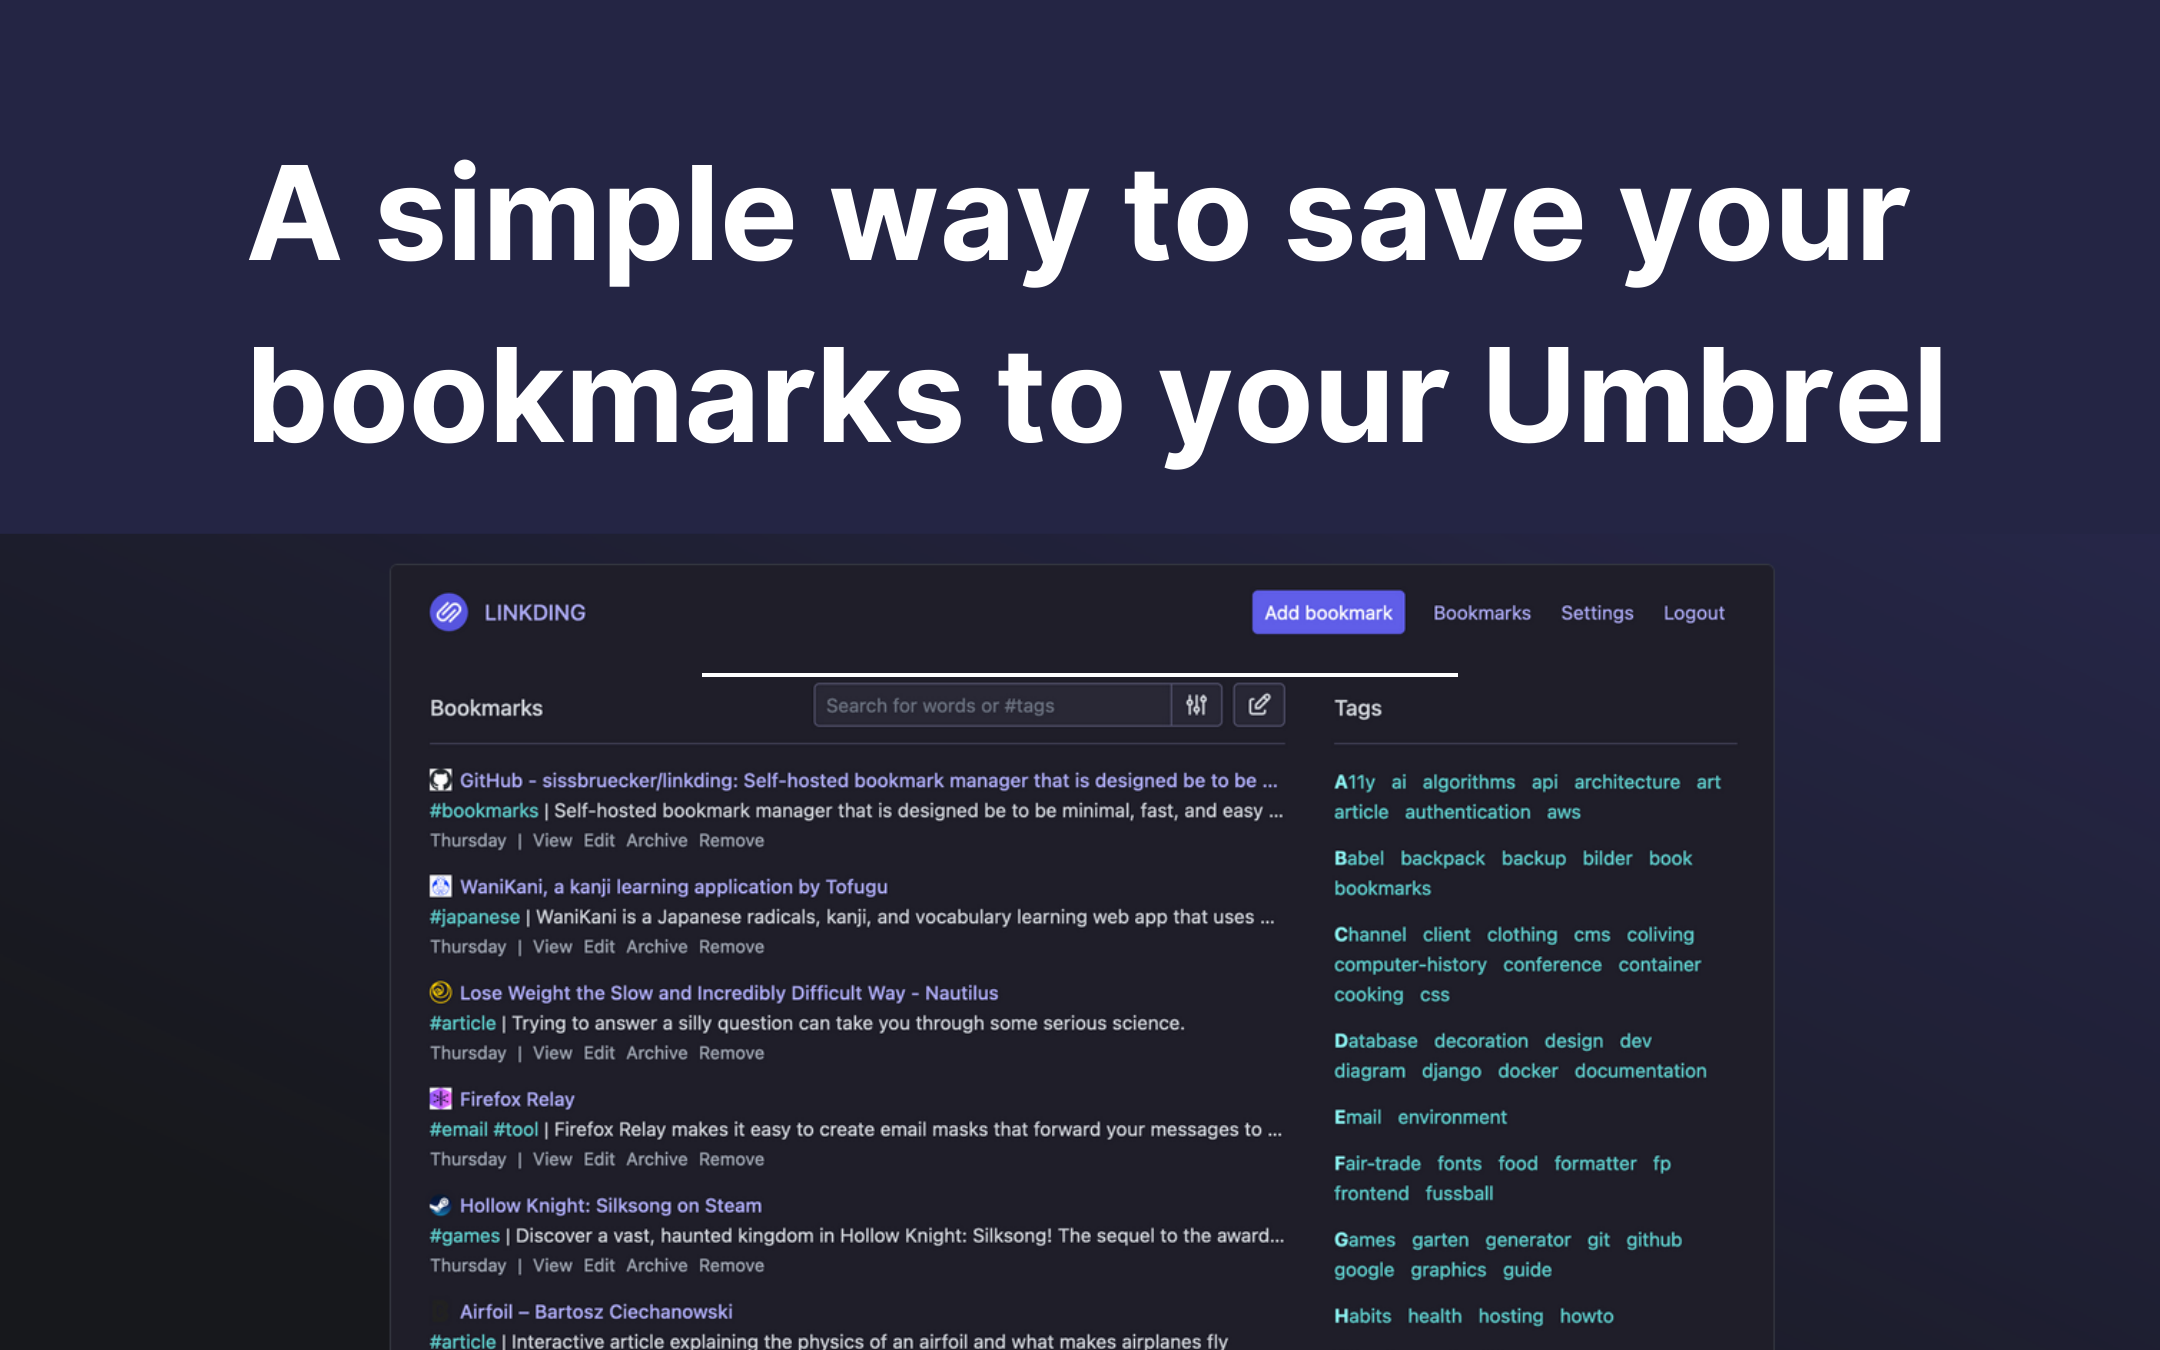 A simple way to save your
bookmarks to your Umbrel
LINKDING
Add bookmark Bookmarks Settings Logout
Bookmarks
Search for words or #tags
GitHub - sissbruecker/linkding: Self-hosted bookmark manager that is designed be to be ...
#bookmarks | Self-hosted bookmark manager that is designed be to be minimal, fast, and easy ...
Thursday | View Edit Archive Remove
WaniKani, a kanji learning application by Tofugu
#japanese | WaniKani is a Japanese radicals, kanji, and vocabulary learning web app that uses ...
Thursday | View Edit Archive Remove
Lose Weight the Slow and Incredibly Difficult Way - Nautilus
#article | Trying to answer a silly question can take you through some serious science.
Thursday | View Edit Archive Remove
Firefox Relay
#email #tool | Firefox Relay makes it easy to create email masks that forward your messages to ...
Thursday | View Edit Archive Remove
Hollow Knight: Silksong on Steam
#games | Discover a vast, haunted kingdom in Hollow Knight: Silksong! The sequel to the award...
Thursday | View Edit Archive Remove
Airfoil – Bartosz Ciechanowski
#article | Interactive article explaining the physics of an airfoil and what makes airplanes fly
Tags
A11y ai algorithms api architecture art
article authentication aws
Babel backpack backup bilder book
bookmarks
Channel client clothing cms coliving
computer-history conference container
cooking css
Database decoration design dev
diagram django docker documentation
Email environment
Fair-trade fonts food formatter fp
frontend fussball
Games garten generator git github
google graphics guide
Habits health hosting howto